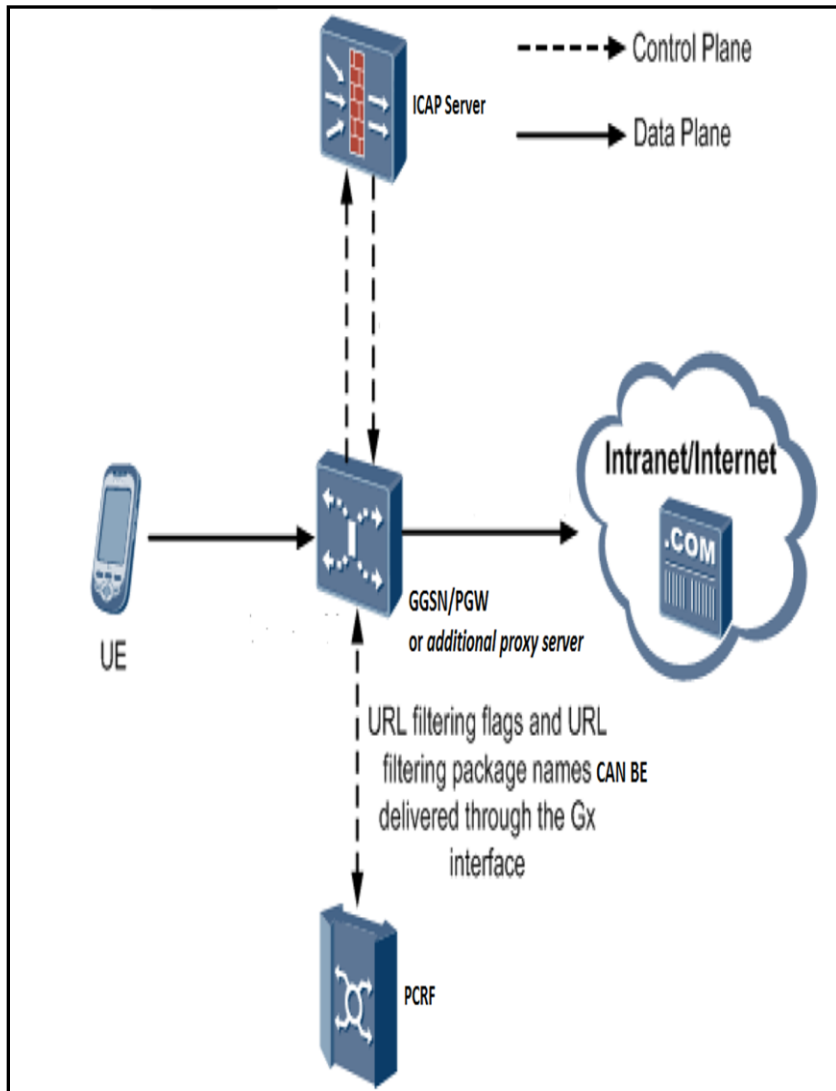 Control Plane
ICAP Server
Data Plane
Intranet/Internet
.COM
GGSN/PGW
or additional proxy server
UE
URL filtering flags and URL
filtering package names CAN BE
delivered through the Gx
interface
PCRF